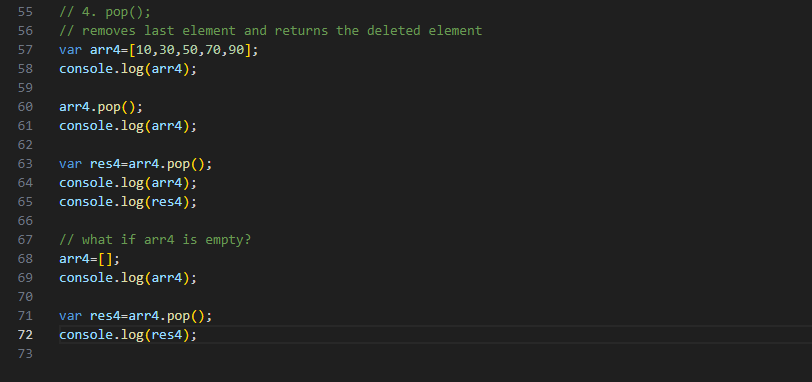 55 // 4. pop();
56 // removes last element and returns the deleted element
57 var arr4=[10,30,50,70,90];
58 console.log(arr4);
59
60 arr4.pop();
61 console.log(arr4);
62
63 var res4=arr4.pop();
64 console.log(arr4);
65 console.log(res4);
66
67 // what if arr4 is empty?
68 arr4=[];
69 console.log(arr4);
70
71 var res4=arr4.pop();
72 console.log(res4);
73